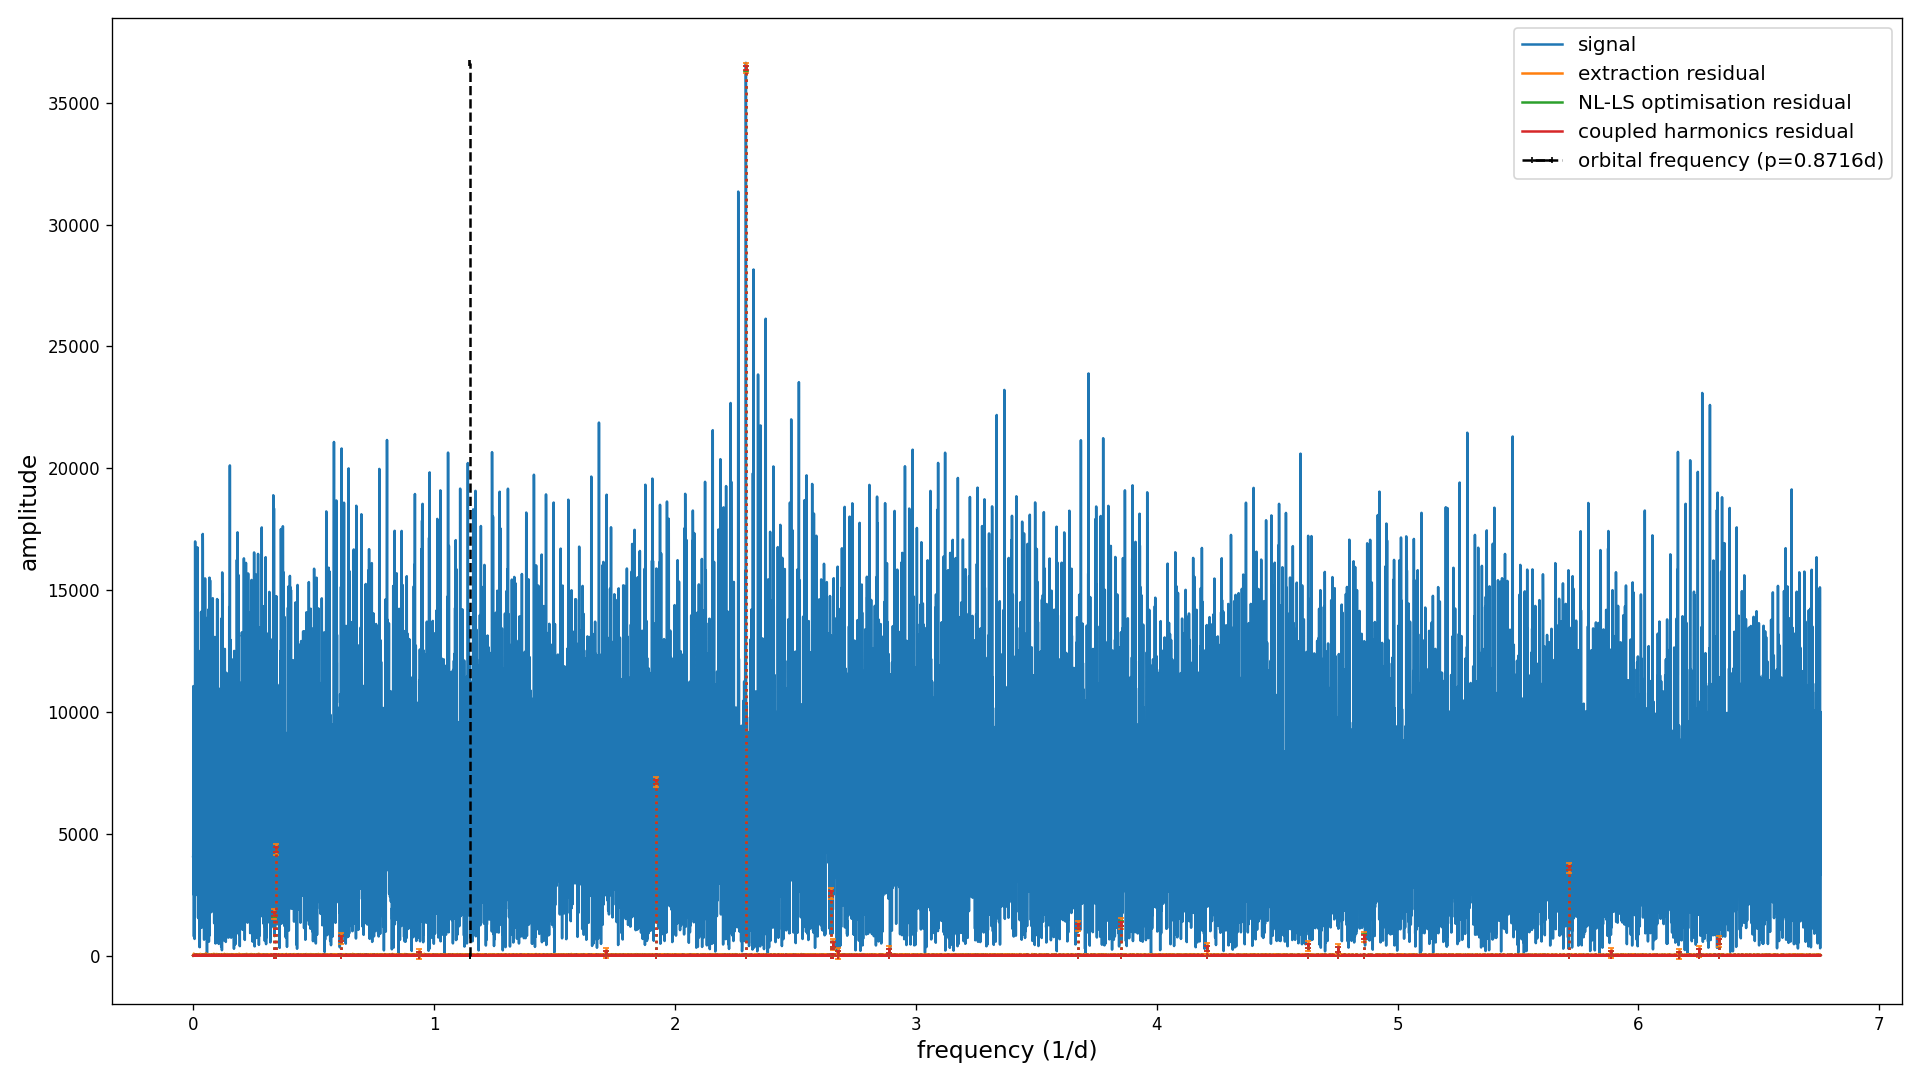 signal
extraction residual
NL-LS optimisation residual
coupled harmonics residual
orbital frequency (p=0.8716d)
amplitude
35000
30000
25000
20000
15000
10000
5000
0
0 1 2 3 4 5 6 7
frequency (1/d)